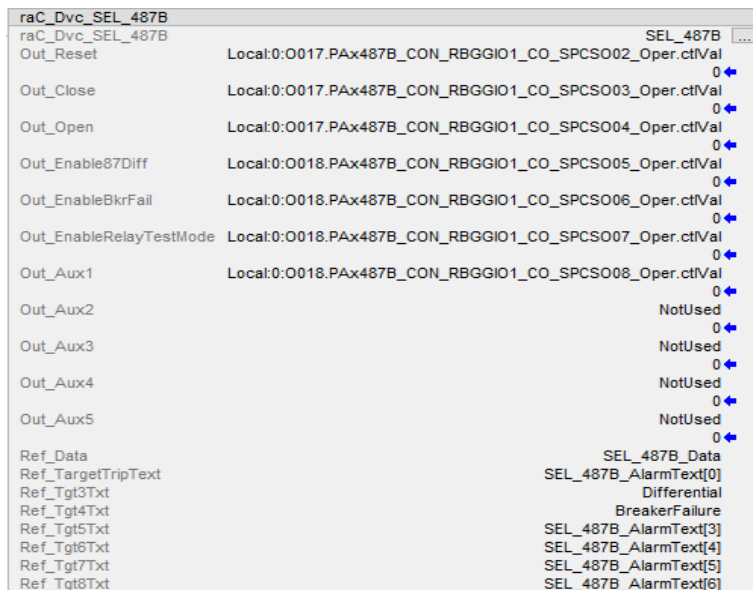 raC_Dvc_SEL_487B
raC_Dvc_SEL_487B SEL_487B ...
Out_Reset Local:0:O017.PAx487B_CON_RBGGIO1_CO_SPCSO02_Oper.ctlVal
0
Out_Close Local:0:O017.PAx487B_CON_RBGGIO1_CO_SPCSO03_Oper.ctlVal
0
Out_Open Local:0:O017.PAx487B_CON_RBGGIO1_CO_SPCSO04_Oper.ctlVal
0
Out_Enable87Diff Local:0:O018.PAx487B_CON_RBGGIO1_CO_SPCSO05_Oper.ctlVal
0
Out_EnableBkrFail Local:0:O018.PAx487B_CON_RBGGIO1_CO_SPCSO06_Oper.ctlVal
0
Out_EnableRelayTestMode Local:0:O018.PAx487B_CON_RBGGIO1_CO_SPCSO07_Oper.ctlVal
0
Out_Aux1 Local:0:O018.PAx487B_CON_RBGGIO1_CO_SPCSO08_Oper.ctlVal
0
Out_Aux2 NotUsed
0
Out_Aux3 NotUsed
0
Out_Aux4 NotUsed
0
Out_Aux5 NotUsed
0
Ref_Data SEL_487B_Data
Ref_TargetTripText SEL_487B_AlarmText[0]
Ref_Tgt3Txt Differential
Ref_Tgt4Txt BreakerFailure
Ref_Tgt5Txt SEL_487B_AlarmText[3]
Ref_Tgt6Txt SEL_487B_AlarmText[4]
Ref_Tgt7Txt SEL_487B_AlarmText[5]
Ref_Tgt8Txt SEL_487B_AlarmText[6]